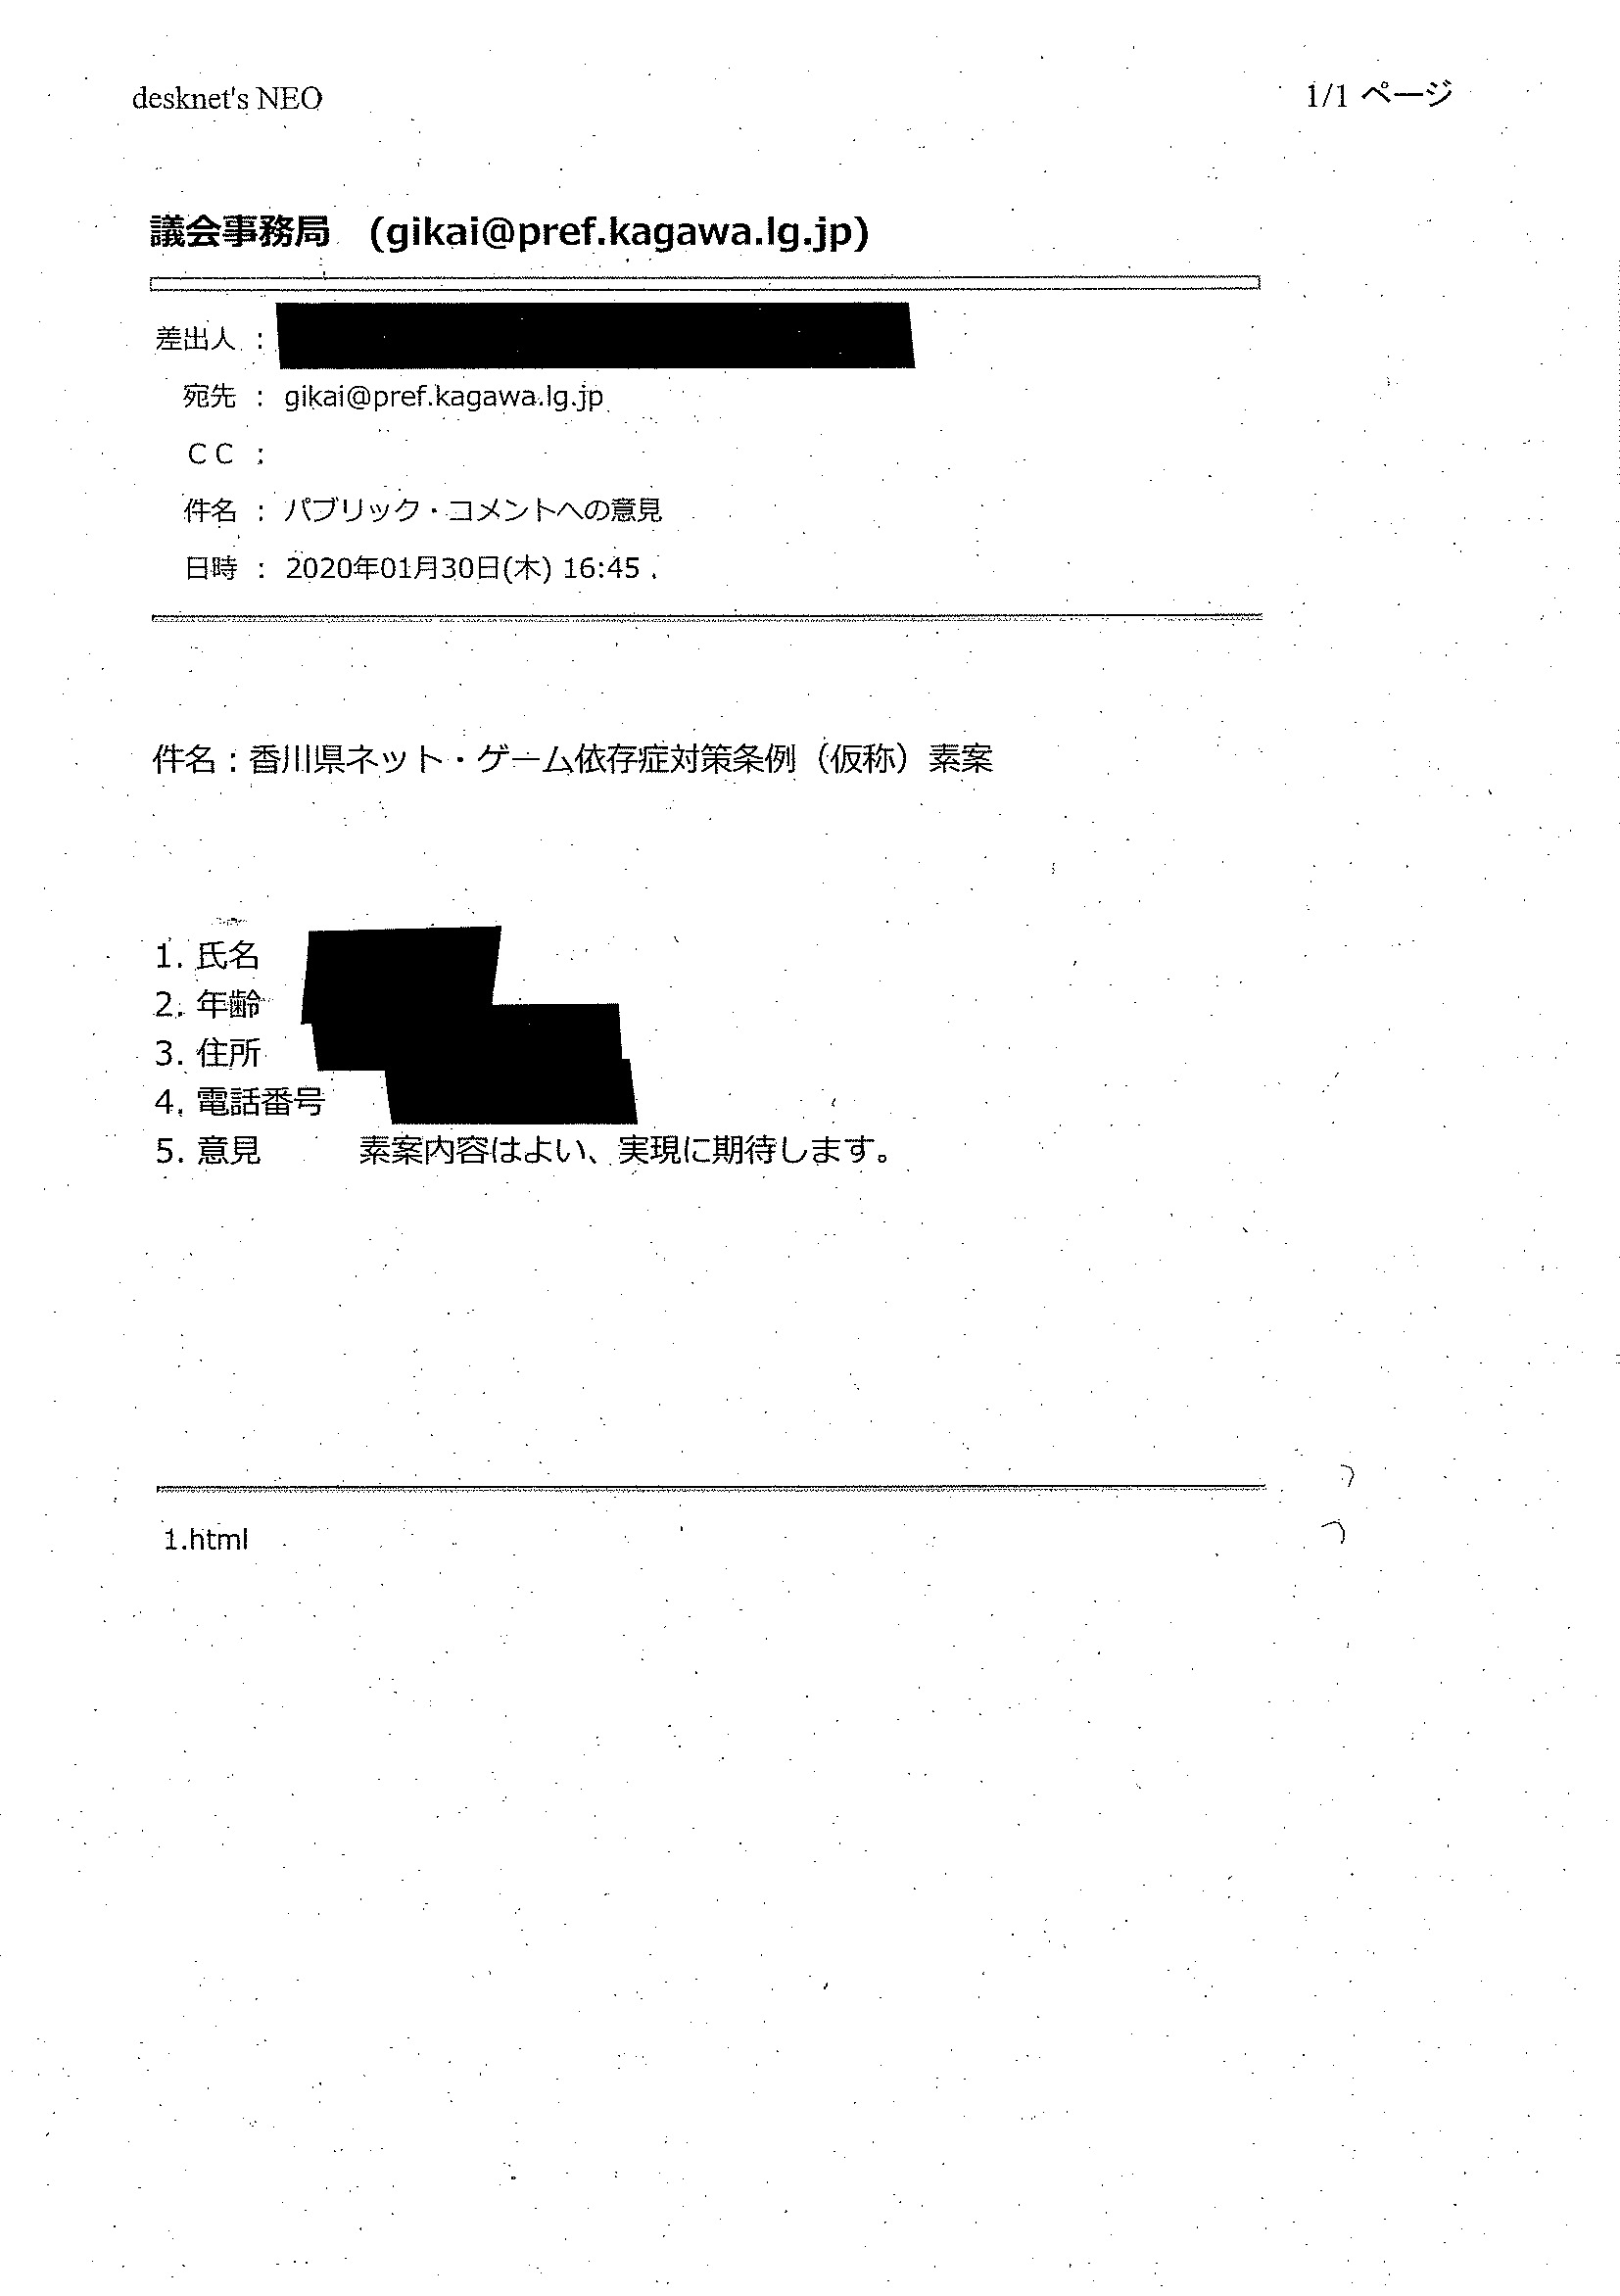 desknet's NEO
1/1 ページ
議会事務局 (gikai@pref.kagawa.lg.jp)
差出人 :
宛先 : gikai@pref.kagawa.lg.jp
ＣＣ :
件名 : パブリック・コメントへの意見
日時 : 2020年01月30日(木) 16:45
件名：香川県ネット・ゲーム依存症対策条例（仮称）素案
1. 氏名
2. 年齢
3. 住所
4. 電話番号
5. 意見 素案内容はよい、実現に期待します。
1.html